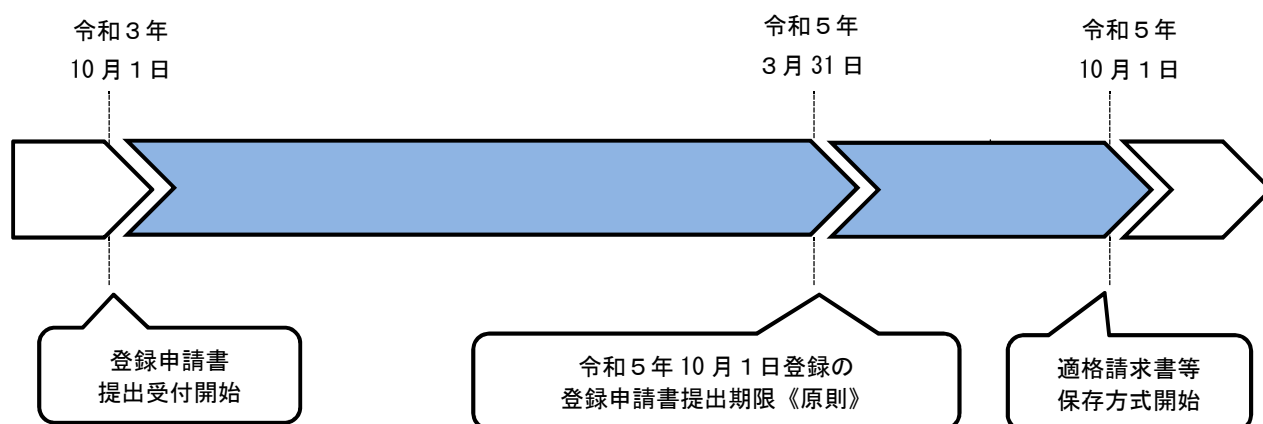 令和３年
10月１日
令和５年
３月31日
令和５年
10月１日
登録申請書
提出受付開始
令和５年10月１日登録の
登録申請書提出期限《原則》
適格請求書等
保存方式開始